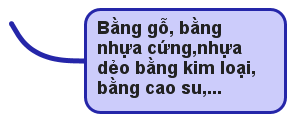 Bằng gỗ, bằng
nhựa cứng,nhựa
dẻo bằng kim loại,
bằng cao su,...